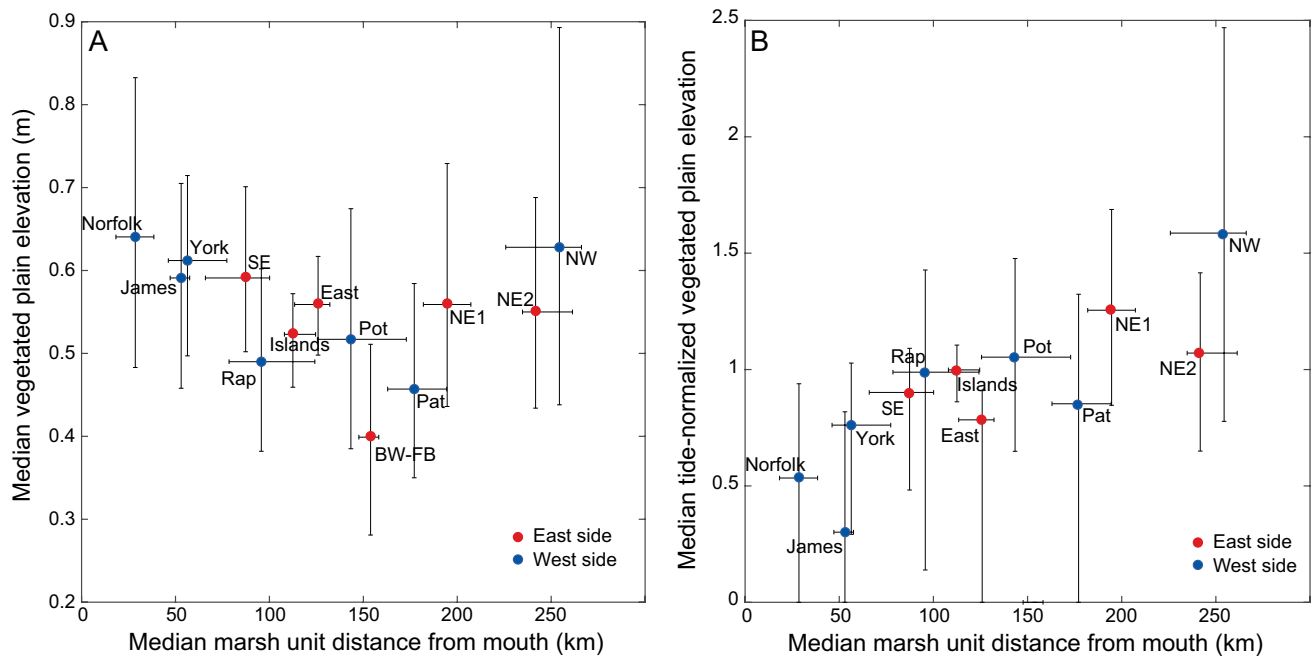 A
0.9
0.8
0.7
0.6
0.5
0.4
0.3
0.2
Median vegetated plain elevation (m)
Norfolk
York
James
SE
East
Islands
Rap
Pot
NE1
NE2
NW
Pat
BW-FB
East side
West side
0 50 100 150 200 250
Median marsh unit distance from mouth (km)
B
2.5
2
1.5
1
0.5
0
Median tide-normalized vegetated plain elevation
NW
NE1
NE2
Rap
Pot
Islands
SE
Pat
York
East
Norfolk
James
East side
West side
0 50 100 150 200 250
Median marsh unit distance from mouth (km)